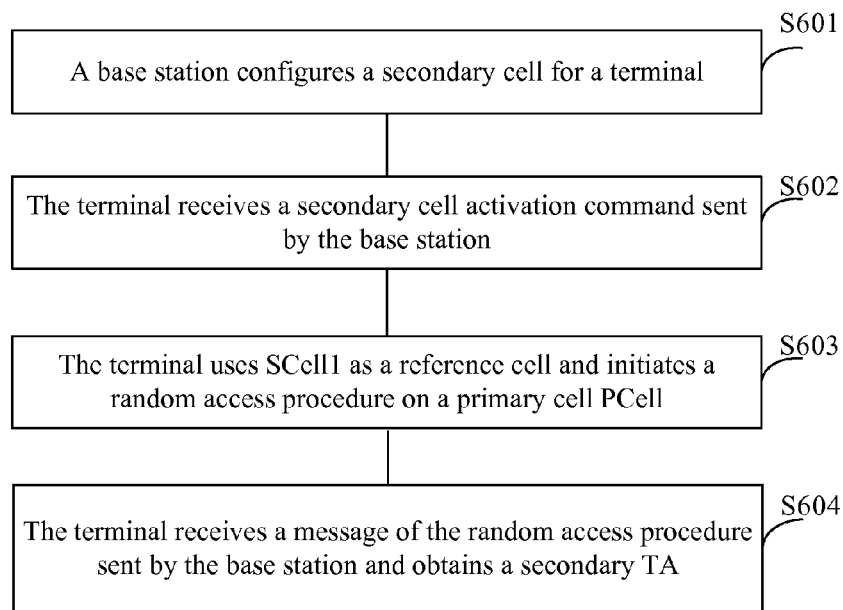 S601
A base station configures a secondary cell for a terminal
S602
The terminal receives a secondary cell activation command sent
by the base station
S603
The terminal uses SCell1 as a reference cell and initiates a
random access procedure on a primary cell PCell
S604
The terminal receives a message of the random access procedure
sent by the base station and obtains a secondary TA